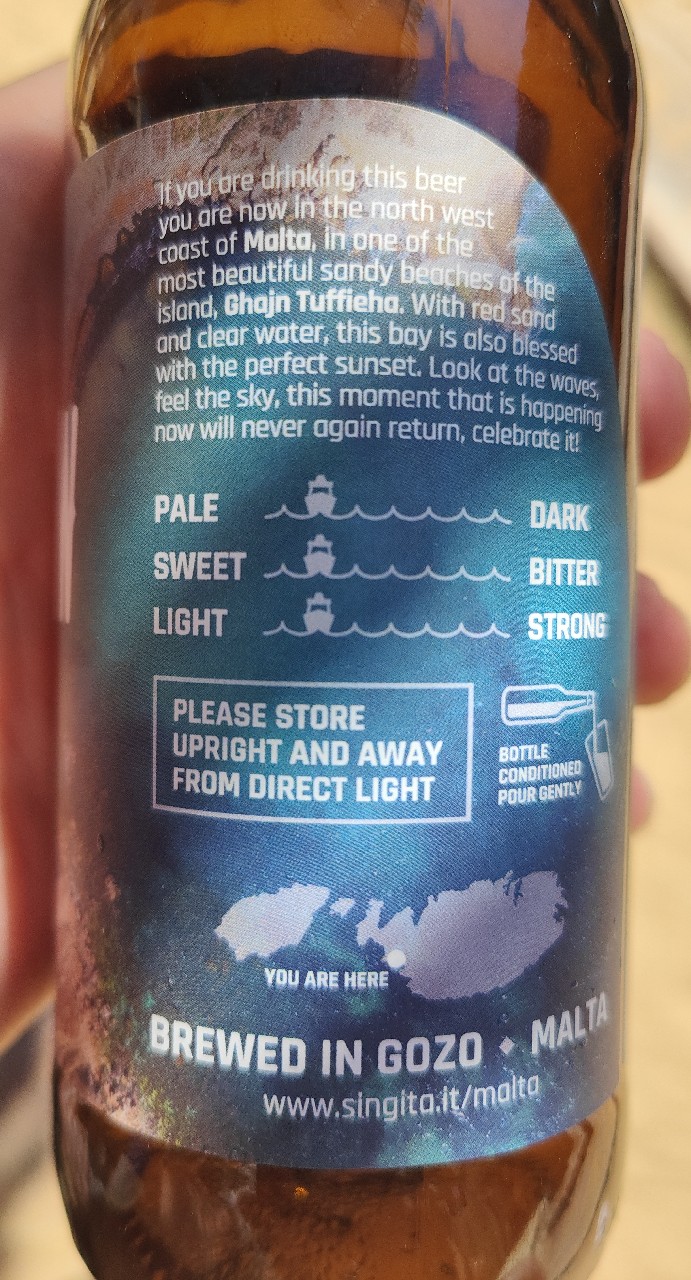 If you are drinking this beer
you are now in the north west
coast of Malta, in one of the
most beautiful sandy beaches of the
island, Ghajn Tuffieha. With red sand
and clear water, this bay is also blessed
with the perfect sunset. Look at the waves,
feel the sky, this moment that is happening
now will never again return, celebrate it!
PALE DARK
SWEET BITTER
LIGHT STRONG
PLEASE STORE
UPRIGHT AND AWAY
FROM DIRECT LIGHT
BOTTLE
CONDITIONED
POUR GENTLY
YOU ARE HERE
BREWED IN GOZO • MALTA
www.singita.it/malta